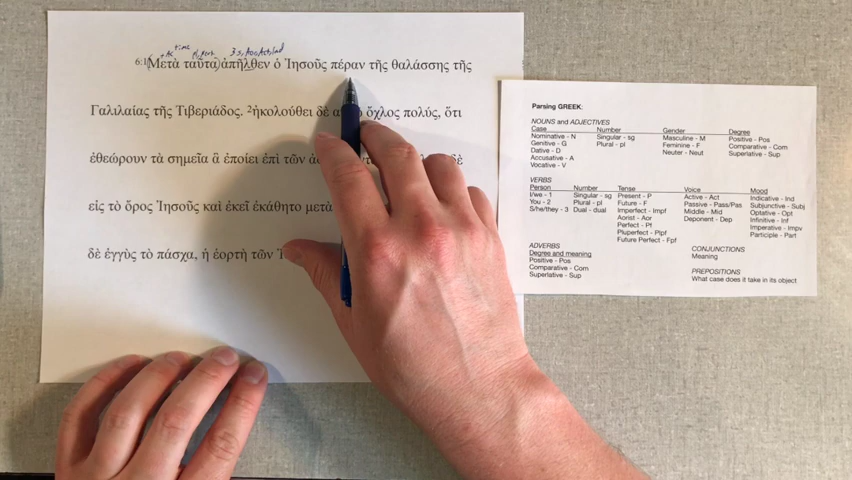 +Ac time 3 s, Aor Act Ind
6:1(Μετὰ ταῦτα) ἀπῆλθεν ὁ Ἰησοῦς πέραν τῆς θαλάσσης τῆς
Γαλιλαίας τῆς Τιβεριάδος. 2ἠκολούθει δὲ ὄχλος πολύς, ὅτι
ἐθεώρουν τὰ σημεῖα ἃ ἐποίει ἐπὶ τῶν δὲ
εἰς τὸ ὄρος Ἰησοῦς καὶ ἐκεῖ ἐκάθητο μετὰ
δὲ ἐγγὺς τὸ πάσχα, ἡ ἑορτὴ τῶν
Parsing GREEK:
NOUNS and ADJECTIVES
Case Number Gender Degree
Nominative - N Singular - sg Masculine - M Positive - Pos
Genitive - G Plural - pl Feminine - F Comparative - Com
Dative - D Neuter - Neut Superlative - Sup
Accusative - A
Vocative - V
VERBS
Person Number Tense Voice Mood
I/we - 1 Singular - sg Present - P Active - Act Indicative - Ind
You - 2 Plural - pl Future - F Passive - Pass/Pas Subjunctive - Subj
S/he/they - 3 Dual - dual Imperfect - Impf Middle - Mid Optative - Opt
Aorist - Aor Deponent - Dep Infinitive - Inf
Perfect - Pf Imperative - Impv
Pluperfect - Plpf Participle - Part
Future Perfect - Fpf
ADVERBS
Degree and meaning
Positive - Pos
Comparative - Com
Superlative - Sup
CONJUNCTIONS
Meaning
PREPOSITIONS
What case does it take in its object